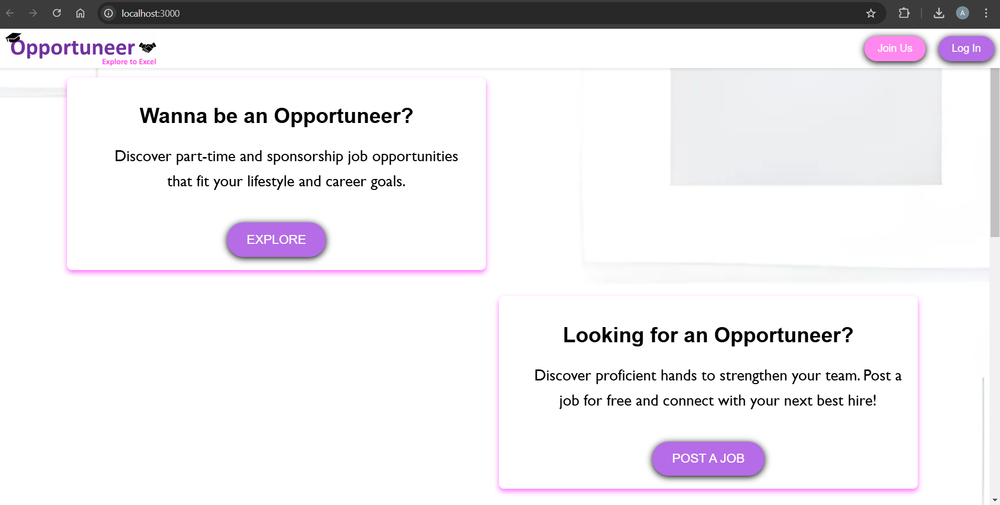 localhost:3000
A
Opportuneer
Explore to Excel
Join Us
Log In
Wanna be an Opportuneer?
Discover part-time and sponsorship job opportunities
that fit your lifestyle and career goals.
EXPLORE
Looking for an Opportuneer?
Discover proficient hands to strengthen your team. Post a
job for free and connect with your next best hire!
POST A JOB